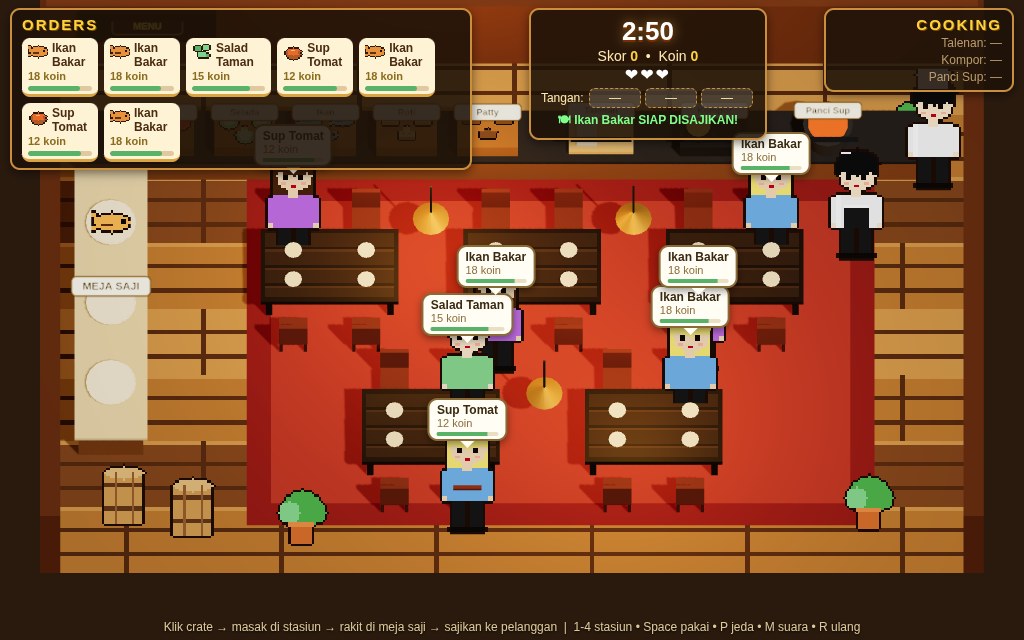 ORDERS
MENU
Ikan Bakar
18 koin
Ikan Bakar
18 koin
Salad Taman
15 koin
Sup Tomat
12 koin
Ikan Bakar
18 koin
Sup Tomat
12 koin
Ikan Bakar
18 koin
2:50
Skor 0 • Koin 0
Tangan: — — —
Ikan Bakar SIAP DISAJIKAN!
COOKING
Talenan: —
Kompor: —
Panci Sup: —
Patty
Panci Sup
Sup Tomat
12 koin
Ikan Bakar
18 koin
Ikan Bakar
18 koin
Ikan Bakar
18 koin
MEJA SAJI
Salad Taman
15 koin
Ikan Bakar
18 koin
Sup Tomat
12 koin
Klik crate → masak di stasiun → rakit di meja saji → sajikan ke pelanggan | 1-4 stasiun • Space pakai • P jeda • M suara • R ulang